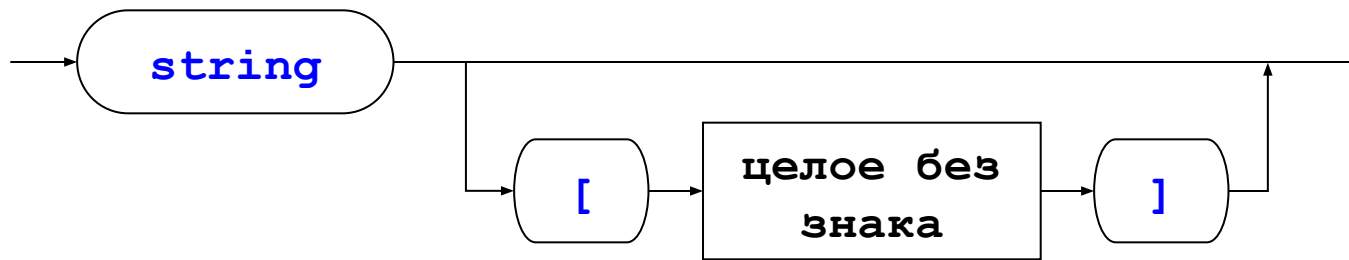 string
[
целое без
знака
]